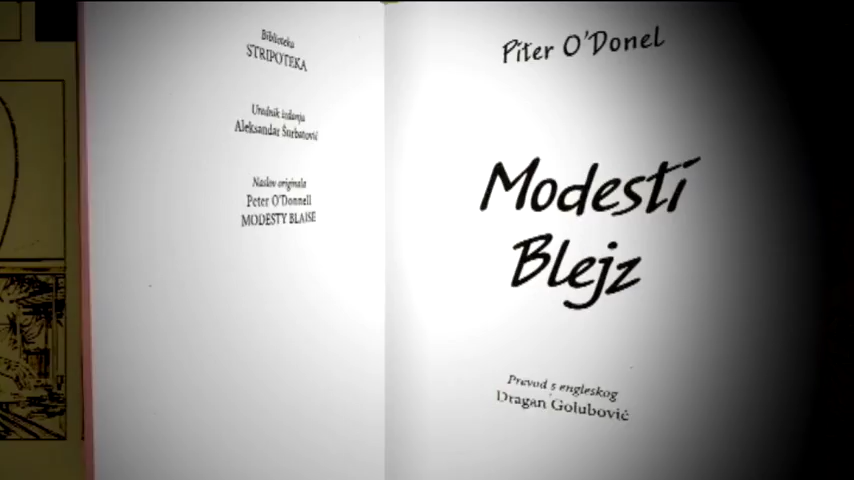 Biblioteka
STRIPOTEKA
Urednik izdanja
Aleksandar Šurbatović
Naslov originala
Peter O'Donnell
MODESTY BLAISE
Piter O'Donel
Modesti
Blejz
Prevod s engleskog
Dragan Golubović